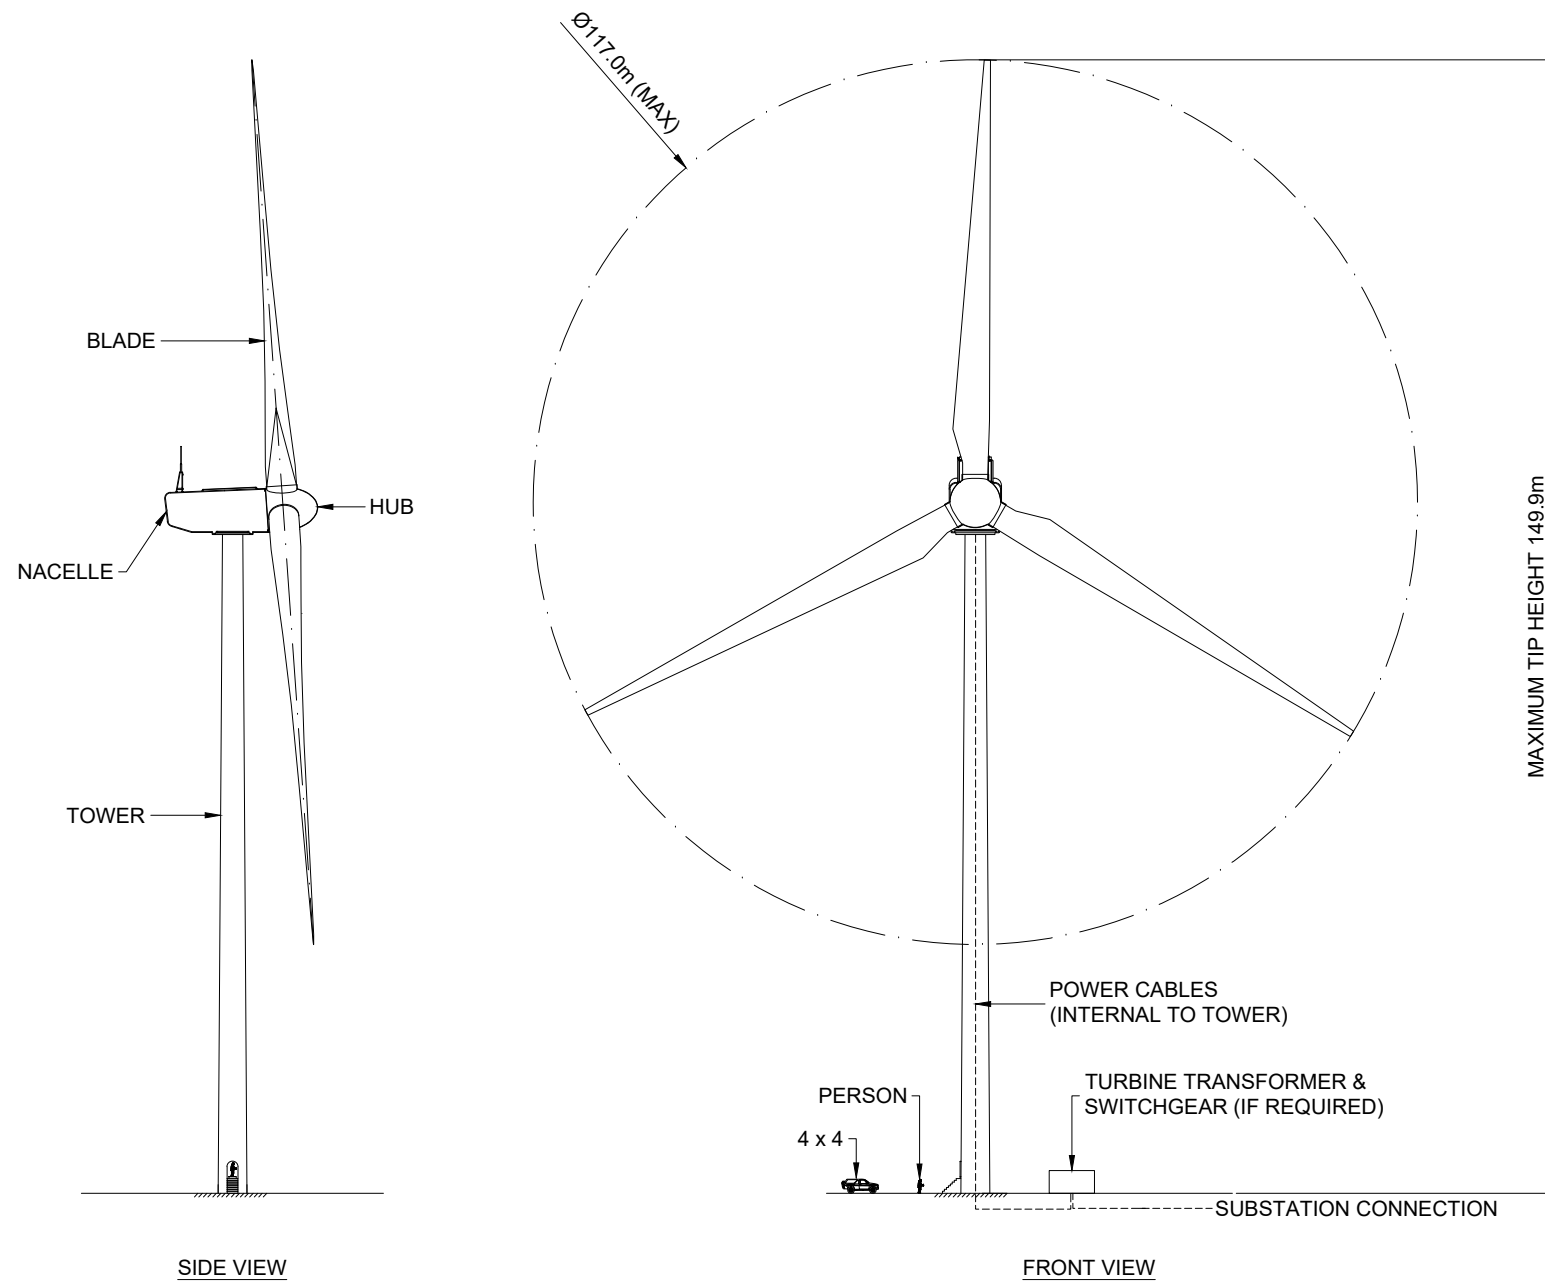 Ø117.0m (MAX)
BLADE
HUB
NACELLE
TOWER
MAXIMUM TIP HEIGHT 149.9m
POWER CABLES
(INTERNAL TO TOWER)
PERSON
4 x 4
TURBINE TRANSFORMER &
SWITCHGEAR (IF REQUIRED)
SUBSTATION CONNECTION
SIDE VIEW
FRONT VIEW